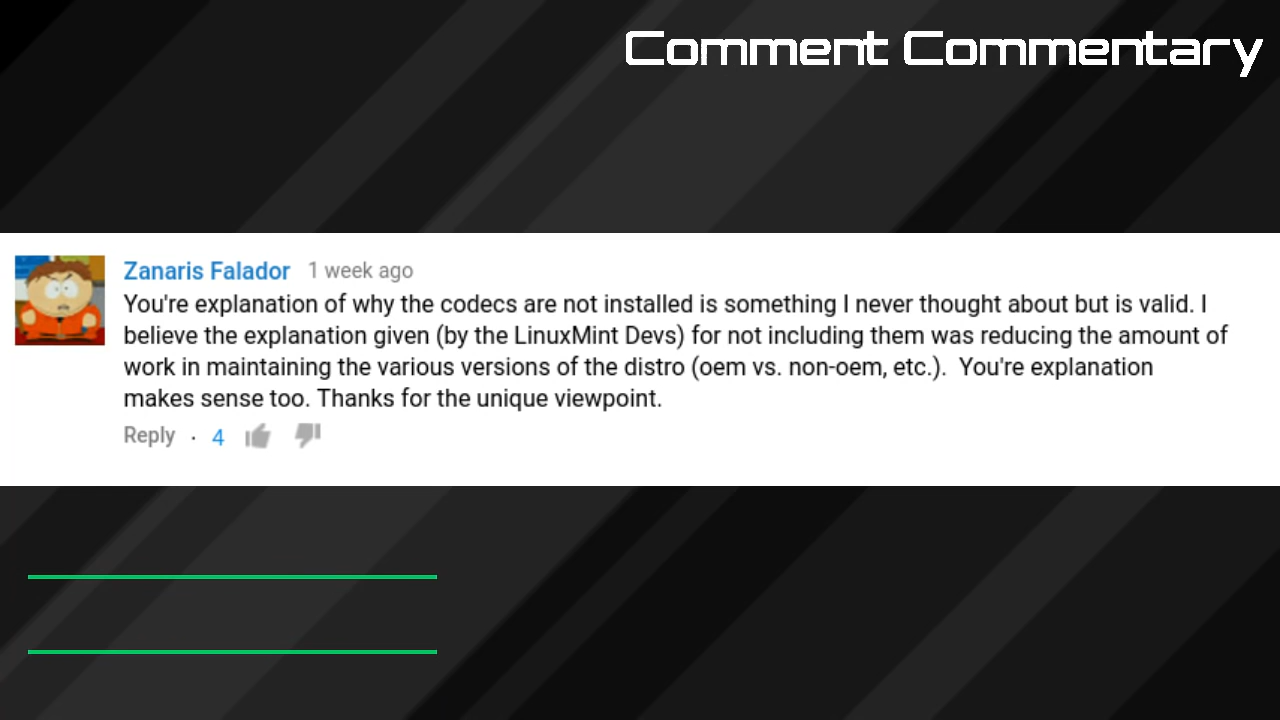 Comment Commentary
Zanaris Falador 1 week ago
You're explanation of why the codecs are not installed is something I never thought about but is valid. I
believe the explanation given (by the LinuxMint Devs) for not including them was reducing the amount of
work in maintaining the various versions of the distro (oem vs. non-oem, etc.).  You're explanation
makes sense too. Thanks for the unique viewpoint.
Reply · 4